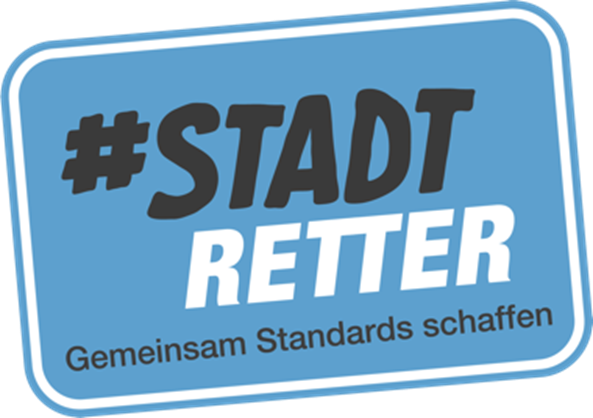 #STADT
RETTER
Gemeinsam Standards schaffen